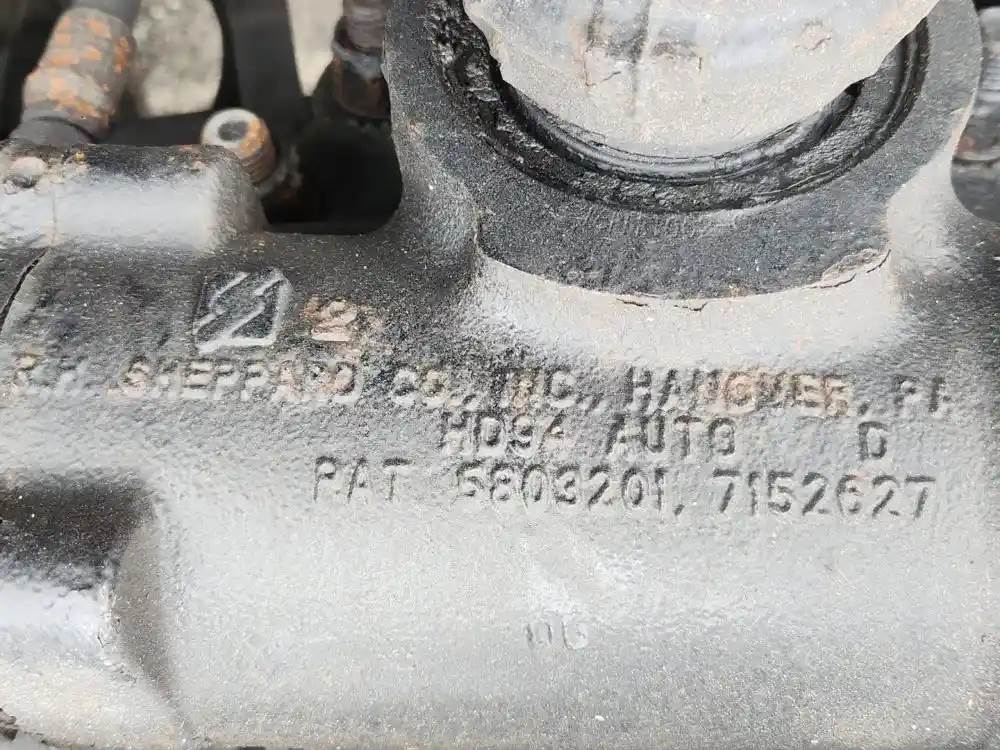 R.H. SHEPPARD CO., INC., HANOVER, PA
HD94 AUTO D
PAT 5803201, 7152627